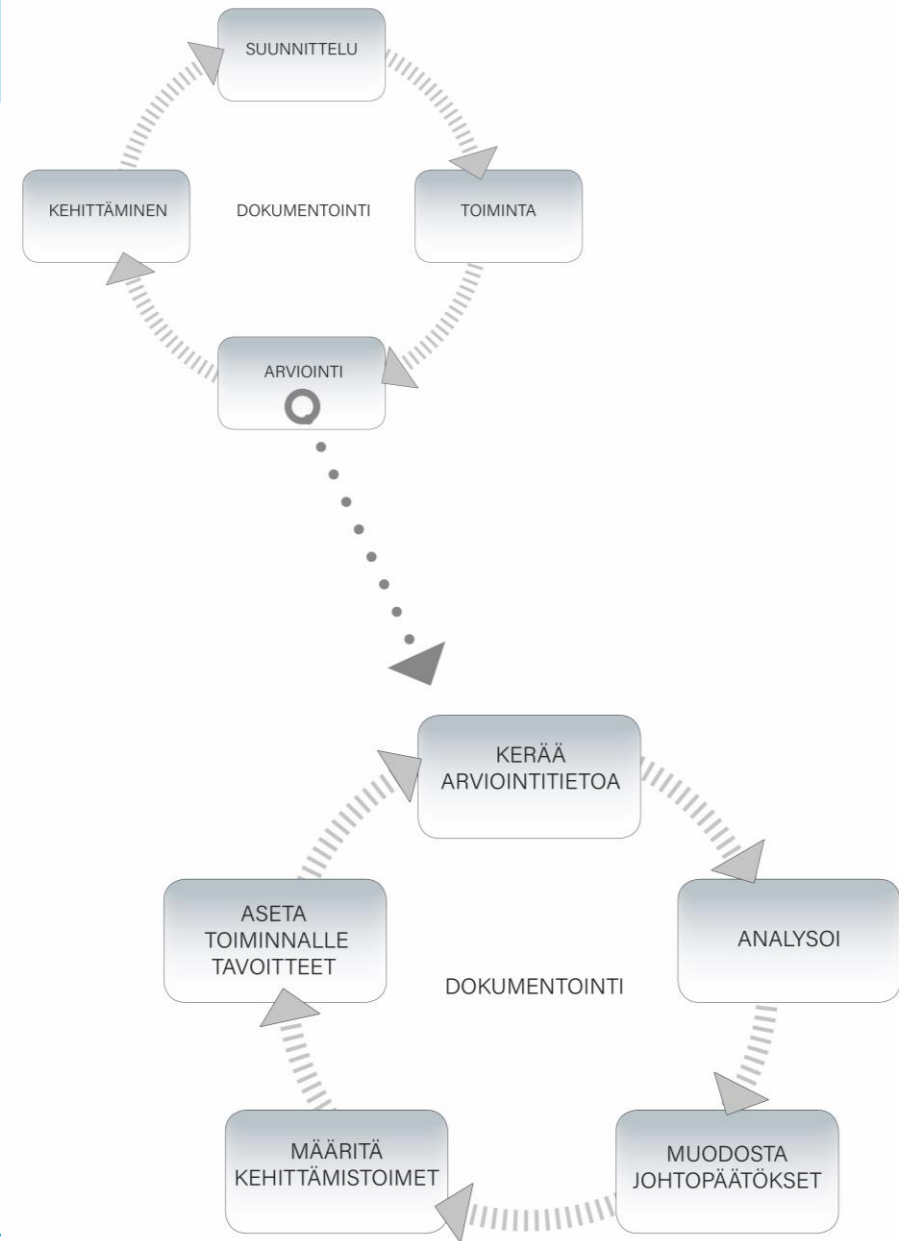 SUUNNITTELU
KEHITTÄMINEN
DOKUMENTOINTI
TOIMINTA
ARVIOINTI
KERÄÄ
ARVIOINTITIETOA
ASETA
TOIMINNALLE
TAVOITTEET
ANALYSOI
DOKUMENTOINTI
MÄÄRITÄ
KEHITTÄMISTOIMET
MUODOSTA
JOHTOPÄÄTÖKSET